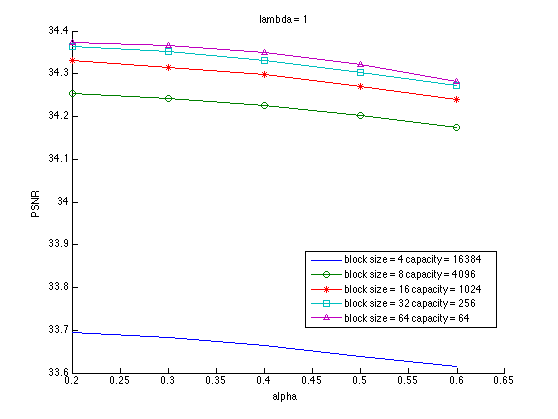 lambda = 1
34.4
34.3
34.2
34.1
34
33.9
33.8
33.7
33.6
PSNR
block size = 4 capacity = 16384
block size = 8 capacity = 4096
block size = 16 capacity = 1024
block size = 32 capacity = 256
block size = 64 capacity = 64
0.2 0.25 0.3 0.35 0.4 0.45 0.5 0.55 0.6 0.65
alpha